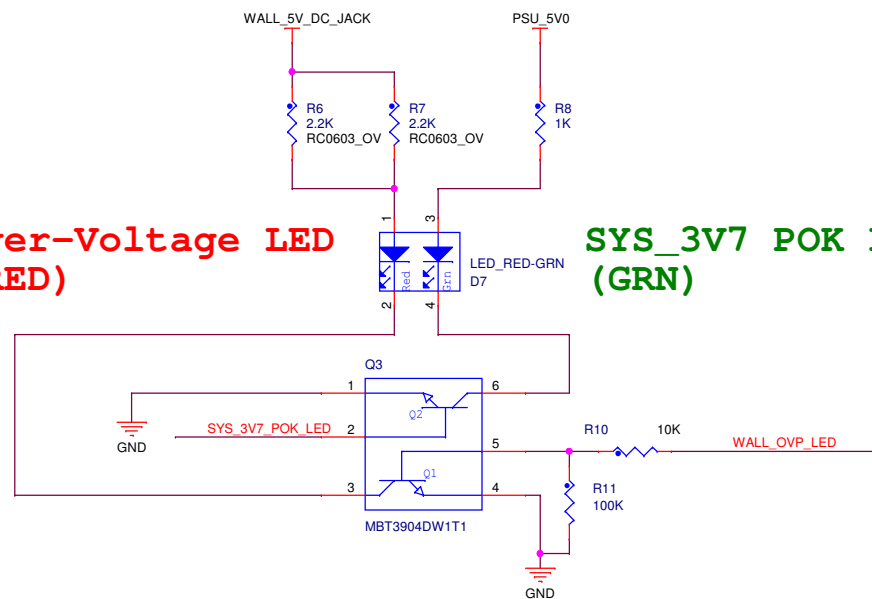 WALL_5V_DC_JACK
PSU_5V0
R6
2.2K
RC0603_OV
R7
2.2K
RC0603_OV
R8
1K
1
3
er-Voltage LED
RED)
SYS_3V7 POK
(GRN)
Red
Grn
LED_RED-GRN
D7
2
4
Q3
1
6
Q2
SYS_3V7_POK_LED
2
GND
5
R10
10K
WALL_OVP_LED
Q1
3
4
R11
100K
MBT3904DW1T1
GND